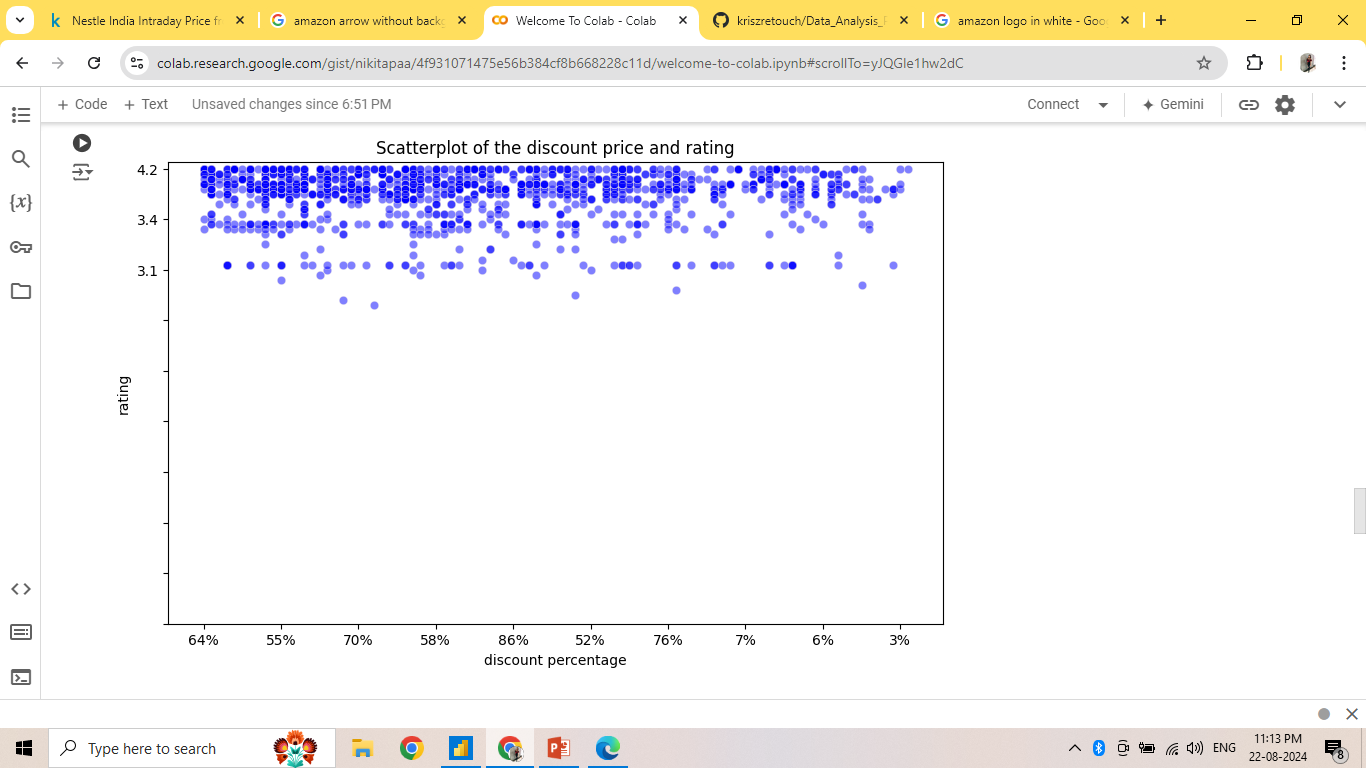 Nestle India Intraday Price fr
amazon arrow without back
Welcome To Colab - Colab
kriszretouch/Data_Analysis_
amazon logo in white - Goo
colab.research.google.com/gist/nikitapaa/4f931071475e56b384cf8b668228c11d/welcome-to-colab.ipynb#scrollTo=yJQGIe1hw2dC
+ Code + Text Unsaved changes since 6:51 PM Connect Gemini
Scatterplot of the discount price and rating
4.2
3.4
3.1
rating
64% 55% 70% 58% 86% 52% 76% 7% 6% 3%
discount percentage
Type here to search
ENG
11:13 PM
22-08-2024
8